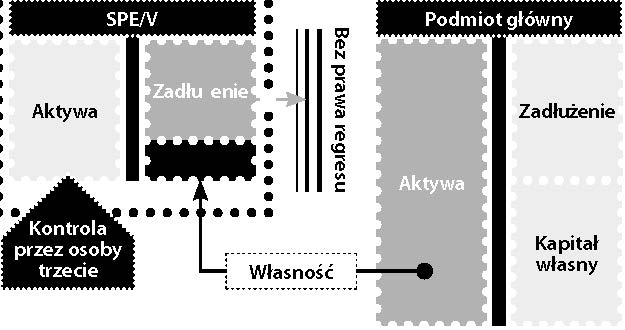 SPE/V
Podmiot główny
Aktywa
Zadłu enie
Bez prawa regresu
Aktywa
Zadłużenie
Kapitał
własny
Kontrola
przez osoby
trzecie
Własność